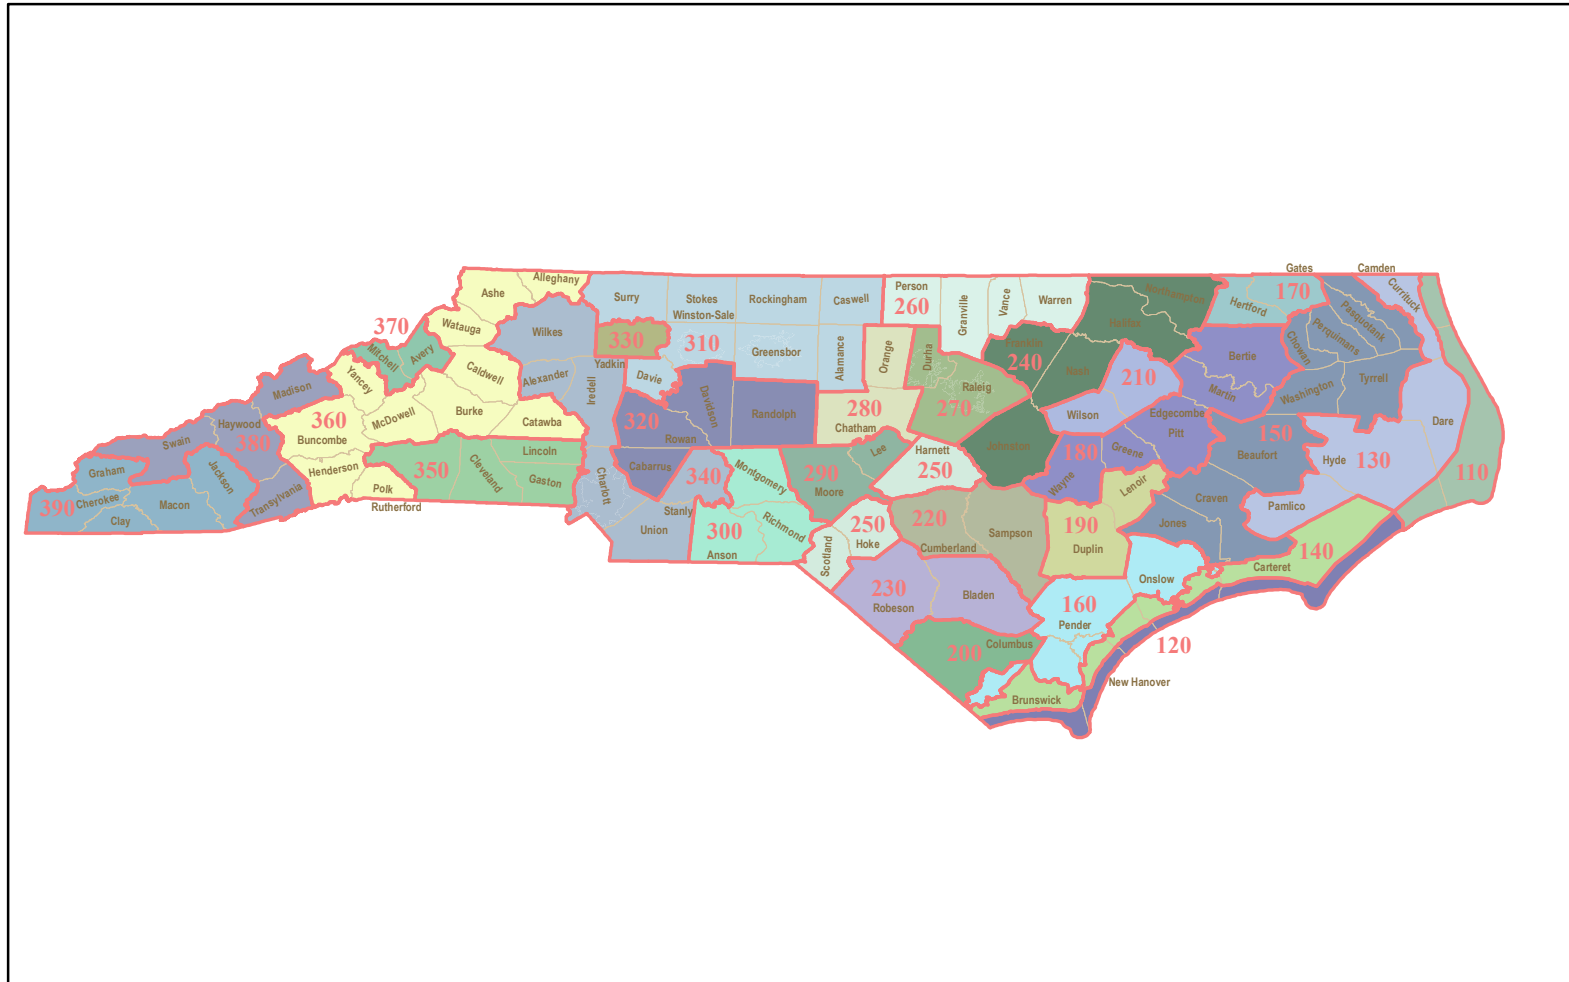 Gates
Camden
Alleghany
Ashe
Surry
Stokes
Rockingham
Caswell
Person
260
Granville
Vance
Warren
Northampton
Hertford
170
Currituck
Pasquotank
Perquimans
Chowan
Winston-Sale
Watauga
370
Wilkes
330
310
Greensbor
Alamance
Orange
Durha
Franklin
240
Halifax
Mitchell
Avery
Yadkin
Caldwell
Alexander
Iredell
Davie
Davidson
Randolph
Raleig
270
Nash
210
Bertie
Martin
Washington
Tyrrell
Madison
Yancey
McDowell
Burke
Catawba
320
Rowan
280
Chatham
Wilson
Edgecombe
Pitt
Dare
Haywood
380
360
Buncombe
Swain
Graham
Jackson
Henderson
Polk
Rutherford
350
Cleveland
Lincoln
Gaston
Charlott
Cabarrus
340
Stanly
Union
Montgomery
290
Moore
Lee
Harnett
250
Johnston
180
Wayne
Greene
Lenoir
150
Beaufort
Hyde
130
110
390
Cherokee
Clay
Macon
Transylvania
300
Anson
Richmond
Scotland
250
Hoke
220
Cumberland
Sampson
190
Duplin
Craven
Jones
Pamlico
140
Carteret
Onslow
230
Robeson
Bladen
160
Pender
120
200
Columbus
New Hanover
Brunswick